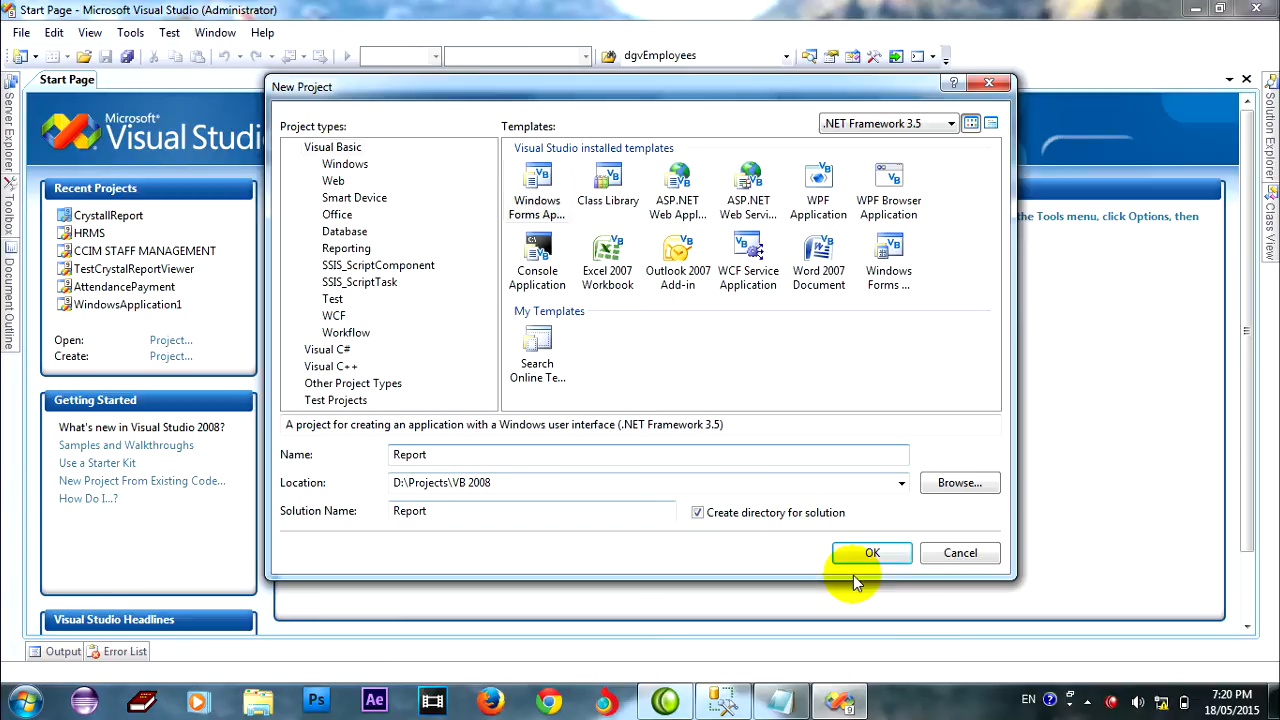 Start Page - Microsoft Visual Studio (Administrator)
File Edit View Tools Test Window Help
dgvEmployees
Start Page
Server Explorer
Toolbox
Document Outline
Solution Explorer
Class View
Microsoft®
Visual Studio
Recent Projects
CrystallReport
HRMS
CCIM STAFF MANAGEMENT
TestCrystalReportViewer
AttendancePayment
WindowsApplication1
Open: Project...
Create: Project...
Getting Started
What's new in Visual Studio 2008?
Samples and Walkthroughs
Use a Starter Kit
New Project From Existing Code...
How Do I...?
Visual Studio Headlines
the Tools menu, click Options, then
New Project
Project types:
Visual Basic
Windows
Web
Smart Device
Office
Database
Reporting
SSIS_ScriptComponent
SSIS_ScriptTask
Test
WCF
Workflow
Visual C#
Visual C++
Other Project Types
Test Projects
Templates:
.NET Framework 3.5
Visual Studio installed templates
Windows Forms Ap...
Class Library
ASP.NET Web Appl...
ASP.NET Web Servi...
WPF Application
WPF Browser Application
Console Application
Excel 2007 Workbook
Outlook 2007 Add-in
WCF Service Application
Word 2007 Document
Windows Forms ...
My Templates
Search Online Te...
A project for creating an application with a Windows user interface (.NET Framework 3.5)
Name: Report
Location: D:\Projects\VB 2008 Browse...
Solution Name: Report Create directory for solution
OK Cancel
Output Error List
Ps Ae
EN
7:20 PM
18/05/2015